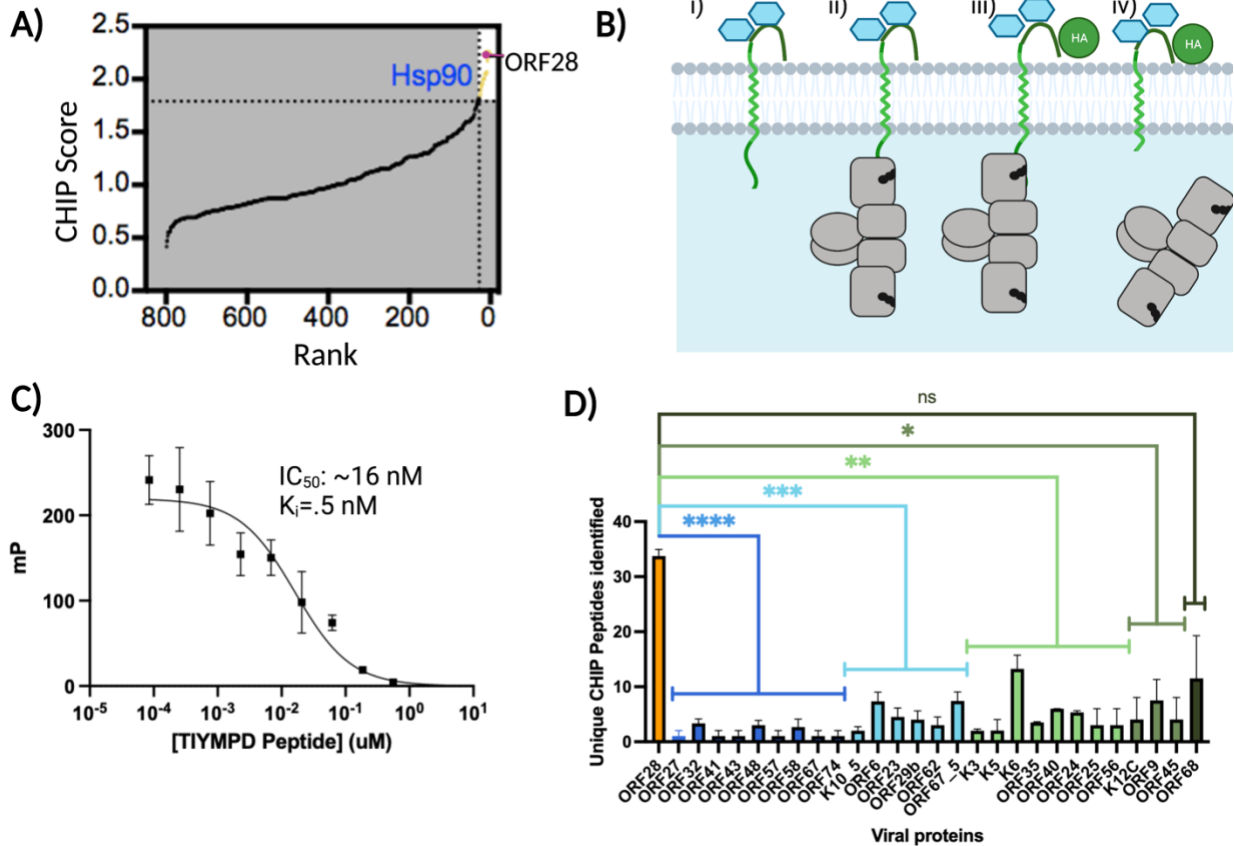 A)
2.5
2.0
1.5
1.0
0.5
0.0
CHIP Score
Hsp90
ORF28
800
600
400
200
0
Rank
B)
i)
ii)
iii)
iv)
HA
HA
C)
300
200
100
0
mP
IC50: ~16 nM
Ki=.5 nM
10-5
10-4
10-3
10-2
10-1
100
101
[TIYMPD Peptide] (uM)
D)
ns
*
**
***
****
Unique CHIP Peptides identified
40
30
20
10
0
ORF28
ORF27
ORF32
ORF41
ORF43
ORF48
ORF57
ORF58
ORF67
ORF74
K10_5
ORF6
ORF23
ORF29b
ORF62
ORF67_5
K3
K5
K6
ORF35
ORF40
ORF24
ORF25
ORF56
K12C
ORF9
ORF45
ORF68
Viral proteins